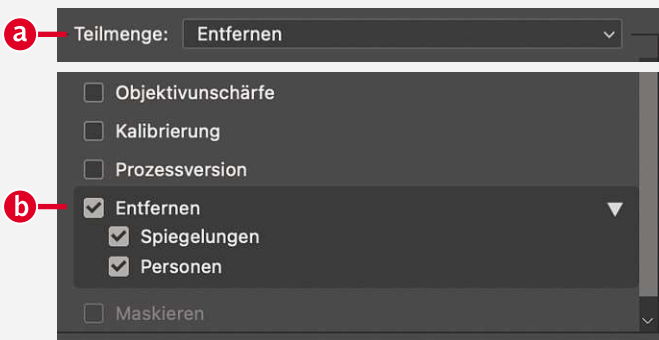 a
Teilmenge: Entfernen
Objektivunschärfe
Kalibrierung
Prozessversion
b
Entfernen
Spiegelungen
Personen
Maskieren